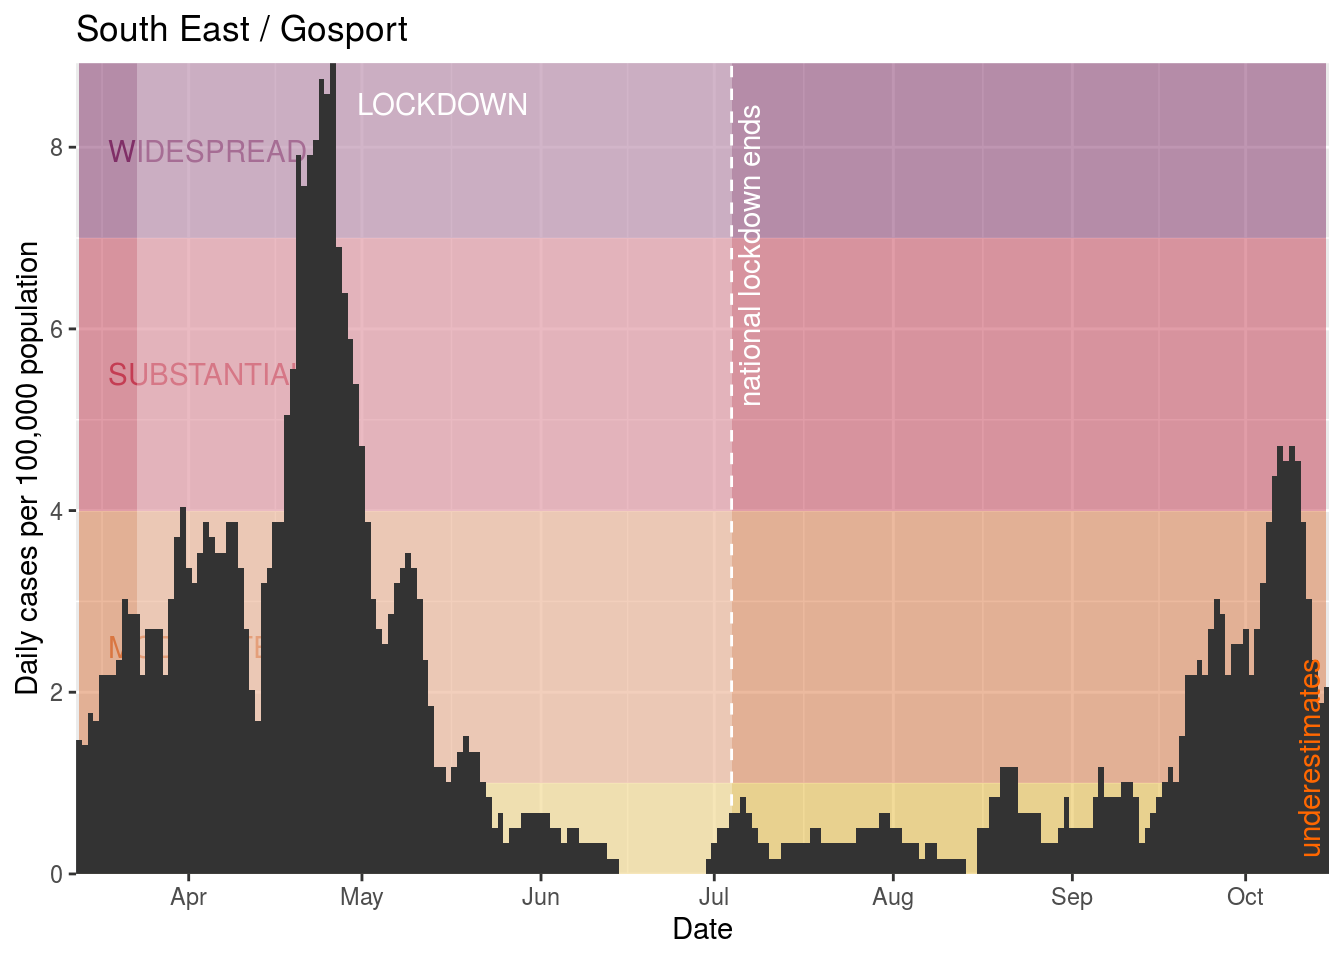 South East / Gosport
Daily cases per 100,000 population
8
6
4
2
0
LOCKDOWN
WIDESPREAD
SUBSTANTIAL
national lockdown ends
underestimates
Apr
May
Jun
Jul
Aug
Sep
Oct
Date